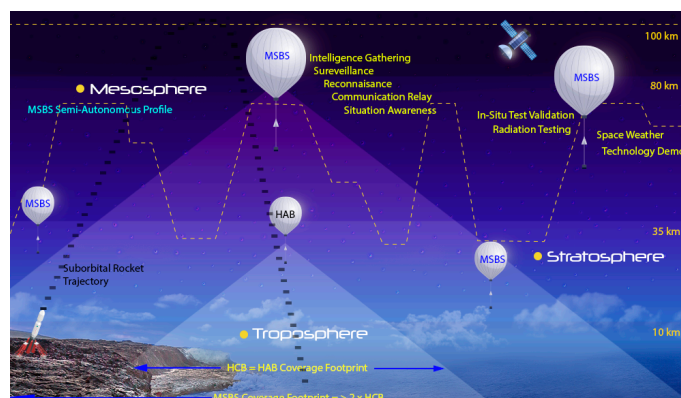 100 km
MSBS
Intelligence Gathering
Sureveillance
Reconnaisance
Communication Relay
Situation Awareness
MSBS
80 km
Mesosphere
MSBS Semi-Autonomous Profile
In-Situ Test Validation
Radiation Testing
Space Weather
Technology Demo
MSBS
HAB
35 km
Stratosphere
MSBS
Suborbital Rocket
Trajectory
Troposphere
10 km
HCB = HAB Coverage Footprint
MSBS Coverage Footprint = > 2 x HCB